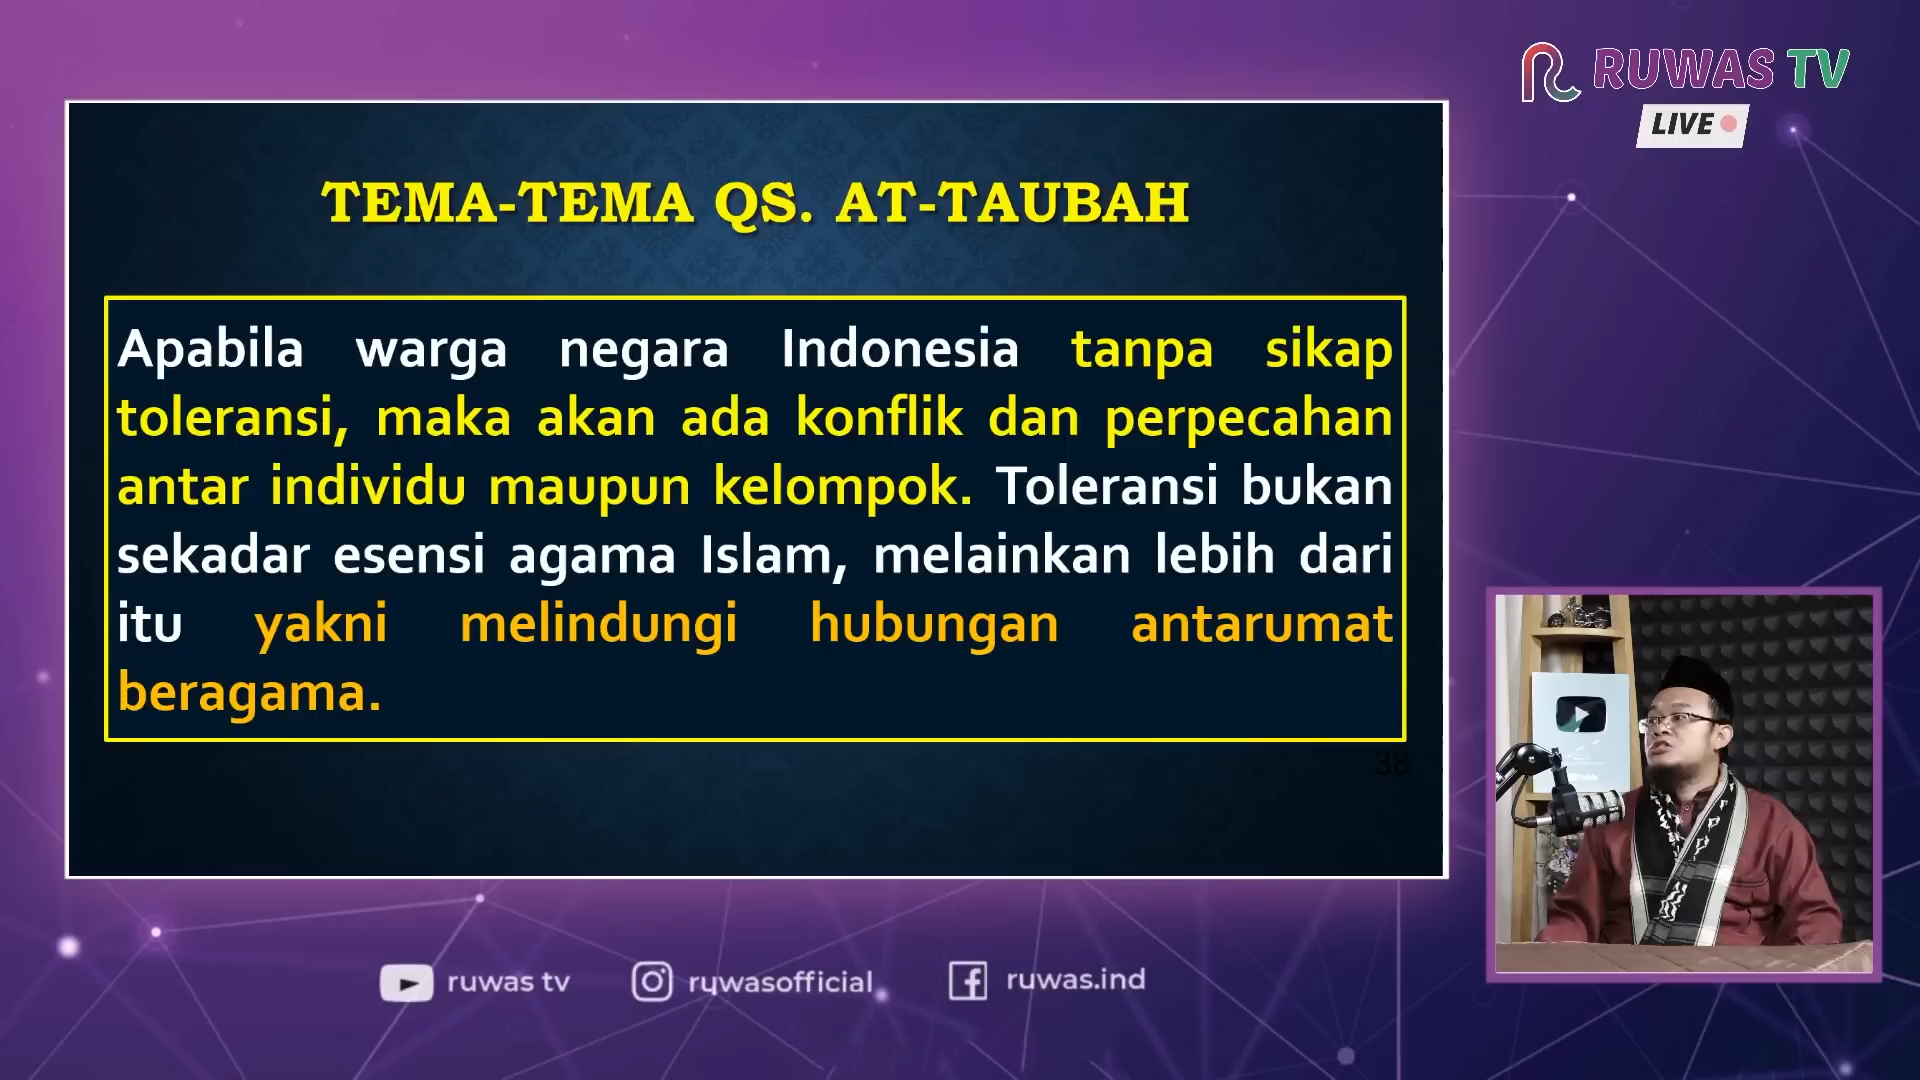 RUWAS TV
LIVE
TEMA-TEMA QS. AT-TAUBAH
Apabila warga negara Indonesia tanpa sikap
toleransi, maka akan ada konflik dan perpecahan
antar individu maupun kelompok. Toleransi bukan
sekadar esensi agama Islam, melainkan lebih dari
itu yakni melindungi hubungan antarumat
beragama.
38
ruwas tv
ruwasofficial
ruwas.ind